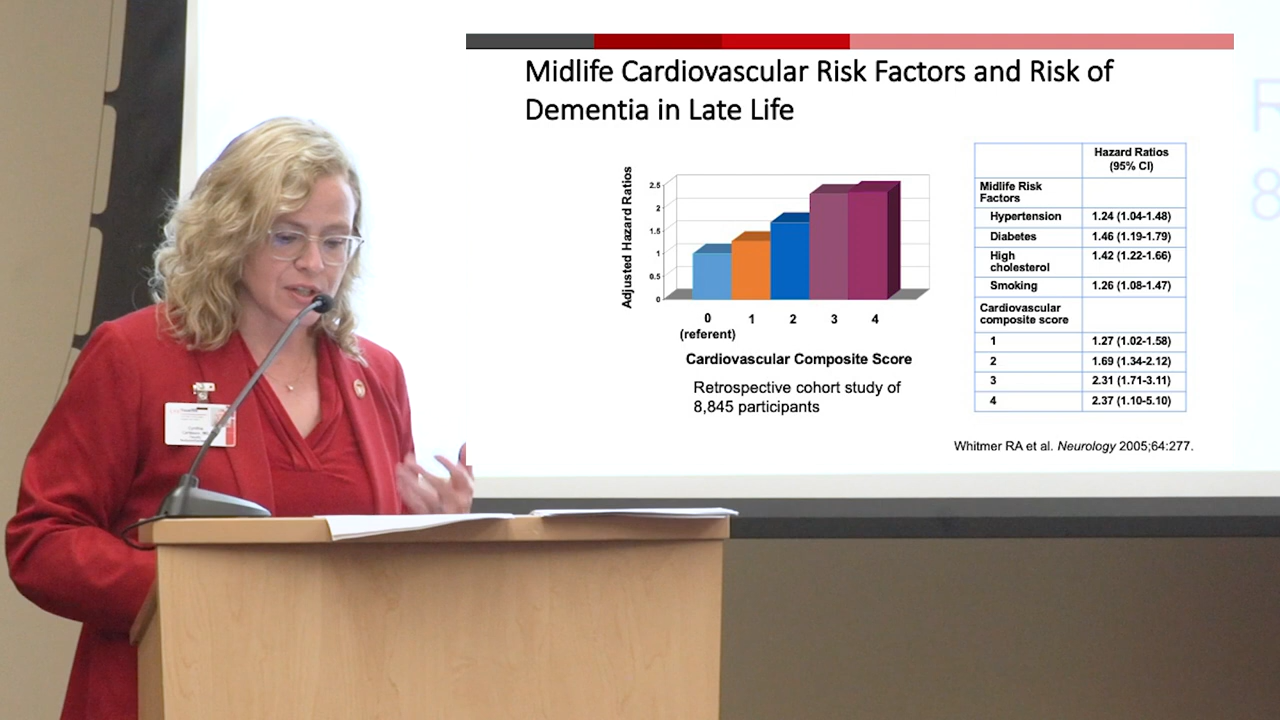 Midlife Cardiovascular Risk Factors and Risk of
Dementia in Late Life
Adjusted Hazard Ratios
2.5
2
1.5
1
0.5
0
0 1 2 3 4
(referent)
Cardiovascular Composite Score
Retrospective cohort study of
8,845 participants
Hazard Ratios
(95% CI)
Midlife Risk
Factors
Hypertension 1.24 (1.04-1.48)
Diabetes 1.46 (1.19-1.79)
High 1.42 (1.22-1.66)
cholesterol
Smoking 1.26 (1.08-1.47)
Cardiovascular
composite score
1 1.27 (1.02-1.58)
2 1.69 (1.34-2.12)
3 2.31 (1.71-3.11)
4 2.37 (1.10-5.10)
Whitmer RA et al. Neurology 2005;64:277.
R
8